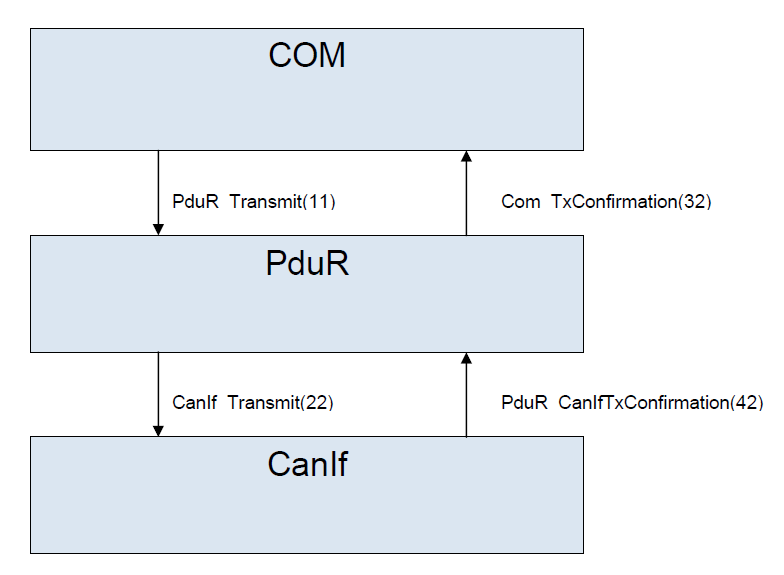 COM
PduR_Transmit(11)
Com_TxConfirmation(32)
PduR
CanIf_Transmit(22)
PduR_CanIfTxConfirmation(42)
CanIf